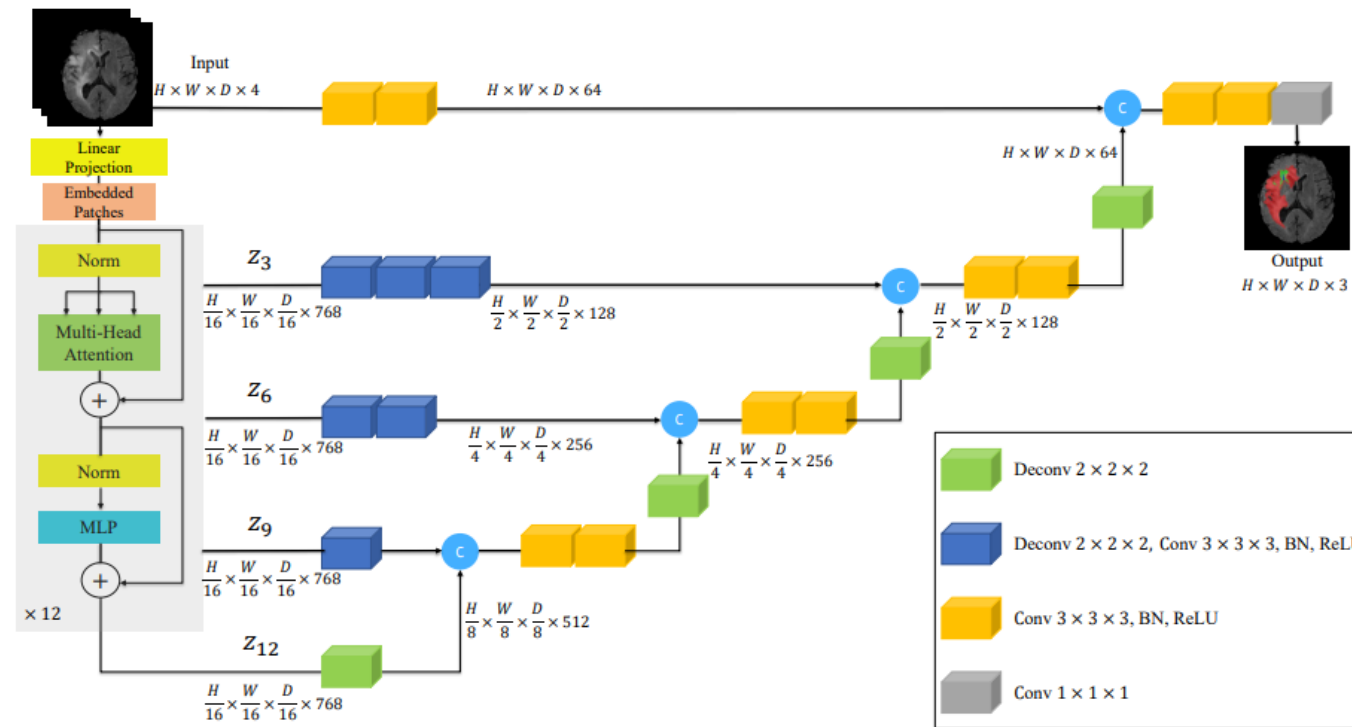 Input
H × W × D × 4
H × W × D × 64
C
Linear
Projection
Embedded
Patches
H × W × D × 64
Output
H × W × D × 3
Norm
Multi-Head
Attention
+
Norm
MLP
+
× 12
Z₃
H/16 × W/16 × D/16 × 768
H/2 × W/2 × D/2 × 128
C
H/2 × W/2 × D/2 × 128
Z₆
H/16 × W/16 × D/16 × 768
H/4 × W/4 × D/4 × 256
C
H/4 × W/4 × D/4 × 256
Z₉
H/16 × W/16 × D/16 × 768
C
H/8 × W/8 × D/8 × 512
Z₁₂
H/16 × W/16 × D/16 × 768
Deconv 2 × 2 × 2
Deconv 2 × 2 × 2, Conv 3 × 3 × 3, BN, ReLU
Conv 3 × 3 × 3, BN, ReLU
Conv 1 × 1 × 1